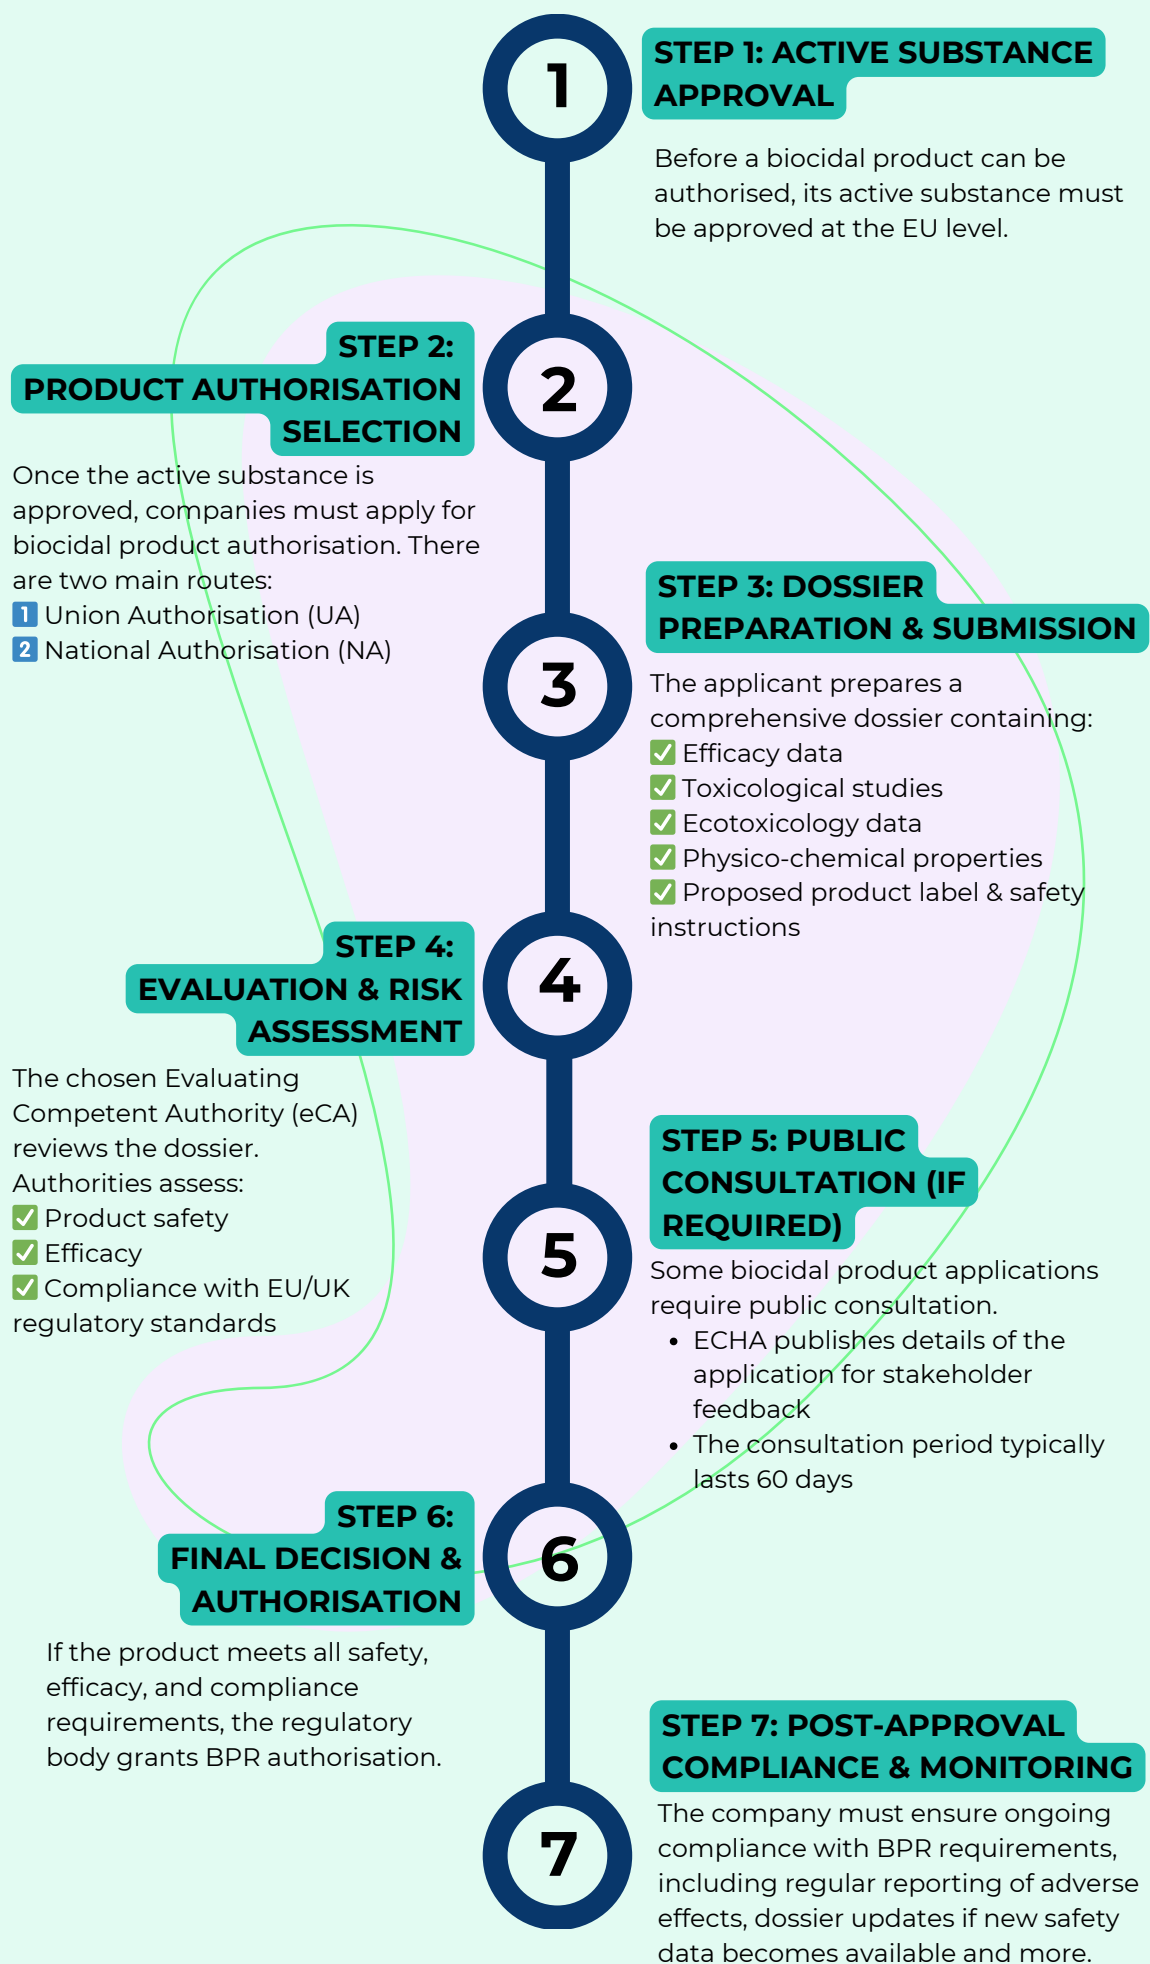 1
STEP 1: ACTIVE SUBSTANCE
APPROVAL
Before a biocidal product can be
authorised, its active substance must
be approved at the EU level.
2
STEP 2:
PRODUCT AUTHORISATION
SELECTION
Once the active substance is
approved, companies must apply for
biocidal product authorisation. There
are two main routes:
1️⃣ Union Authorisation (UA)
2️⃣ National Authorisation (NA)
3
STEP 3: DOSSIER
PREPARATION & SUBMISSION
The applicant prepares a
comprehensive dossier containing:
✅ Efficacy data
✅ Toxicological studies
✅ Ecotoxicology data
✅ Physico-chemical properties
✅ Proposed product label & safety
instructions
4
STEP 4:
EVALUATION & RISK
ASSESSMENT
The chosen Evaluating
Competent Authority (eCA)
reviews the dossier.
Authorities assess:
✅ Product safety
✅ Efficacy
✅ Compliance with EU/UK
regulatory standards
5
STEP 5: PUBLIC
CONSULTATION (IF
REQUIRED)
Some biocidal product applications
require public consultation.
• ECHA publishes details of the
application for stakeholder
feedback
• The consultation period typically
lasts 60 days
6
STEP 6:
FINAL DECISION &
AUTHORISATION
If the product meets all safety,
efficacy, and compliance
requirements, the regulatory
body grants BPR authorisation.
7
STEP 7: POST-APPROVAL
COMPLIANCE & MONITORING
The company must ensure ongoing
compliance with BPR requirements,
including regular reporting of adverse
effects, dossier updates if new safety
data becomes available and more.